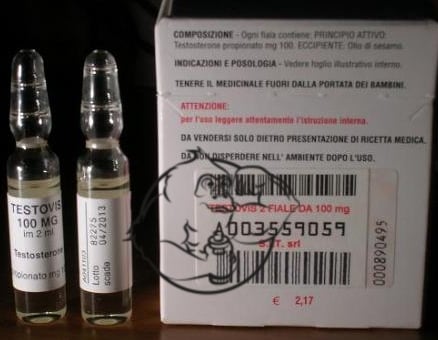 COMPOSIZIONE - Ogni fiala contiene: PRINCIPIO ATTIVO:
Testosterone propionato mg 100. ECCIPIENTE: Olio di sesamo.
INDICAZIONI E POSOLOGIA - Vedere foglio illustrativo interno.
TENERE IL MEDICINALE FUORI DALLA PORTATA DEI BAMBINI.
ATTENZIONE:
per l'uso leggere attentamente l'istruzione interna.
DA VENDERSI SOLO DIETRO PRESENTAZIONE DI RICETTA MEDICA.
DA NON DISPERDERE NELL' AMBIENTE DOPO L'USO.
TESTOVIS 2 FIALE DA 100 mg
A003559059
S.I.T. srl
000890495
€ 2,17
TESTOVIS
100 MG
im 2 ml
Testosterone
propionato mg
82275
04/2013
Lotto
scade